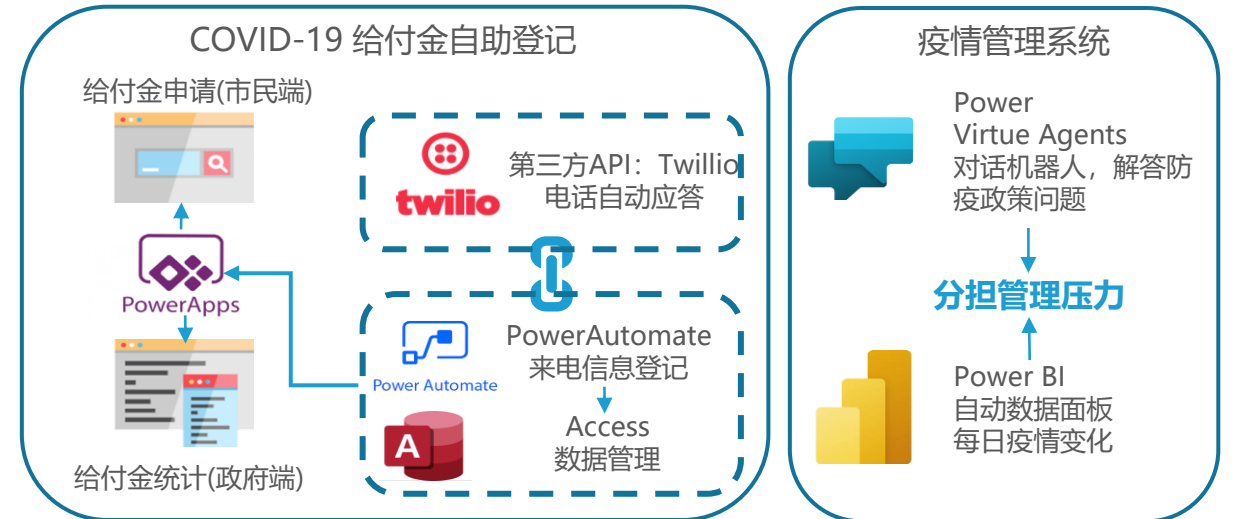 COVID-19 给付金自助登记
给付金申请(市民端)
twilio
第三方API：Twillio
电话自动应答
PowerApps
Power Automate
PowerAutomate
来电信息登记
A
Access
数据管理
给付金统计(政府端)
疫情管理系统
Power
Virtue Agents
对话机器人，解答防
疫政策问题
分担管理压力
Power BI
自动数据面板
每日疫情变化